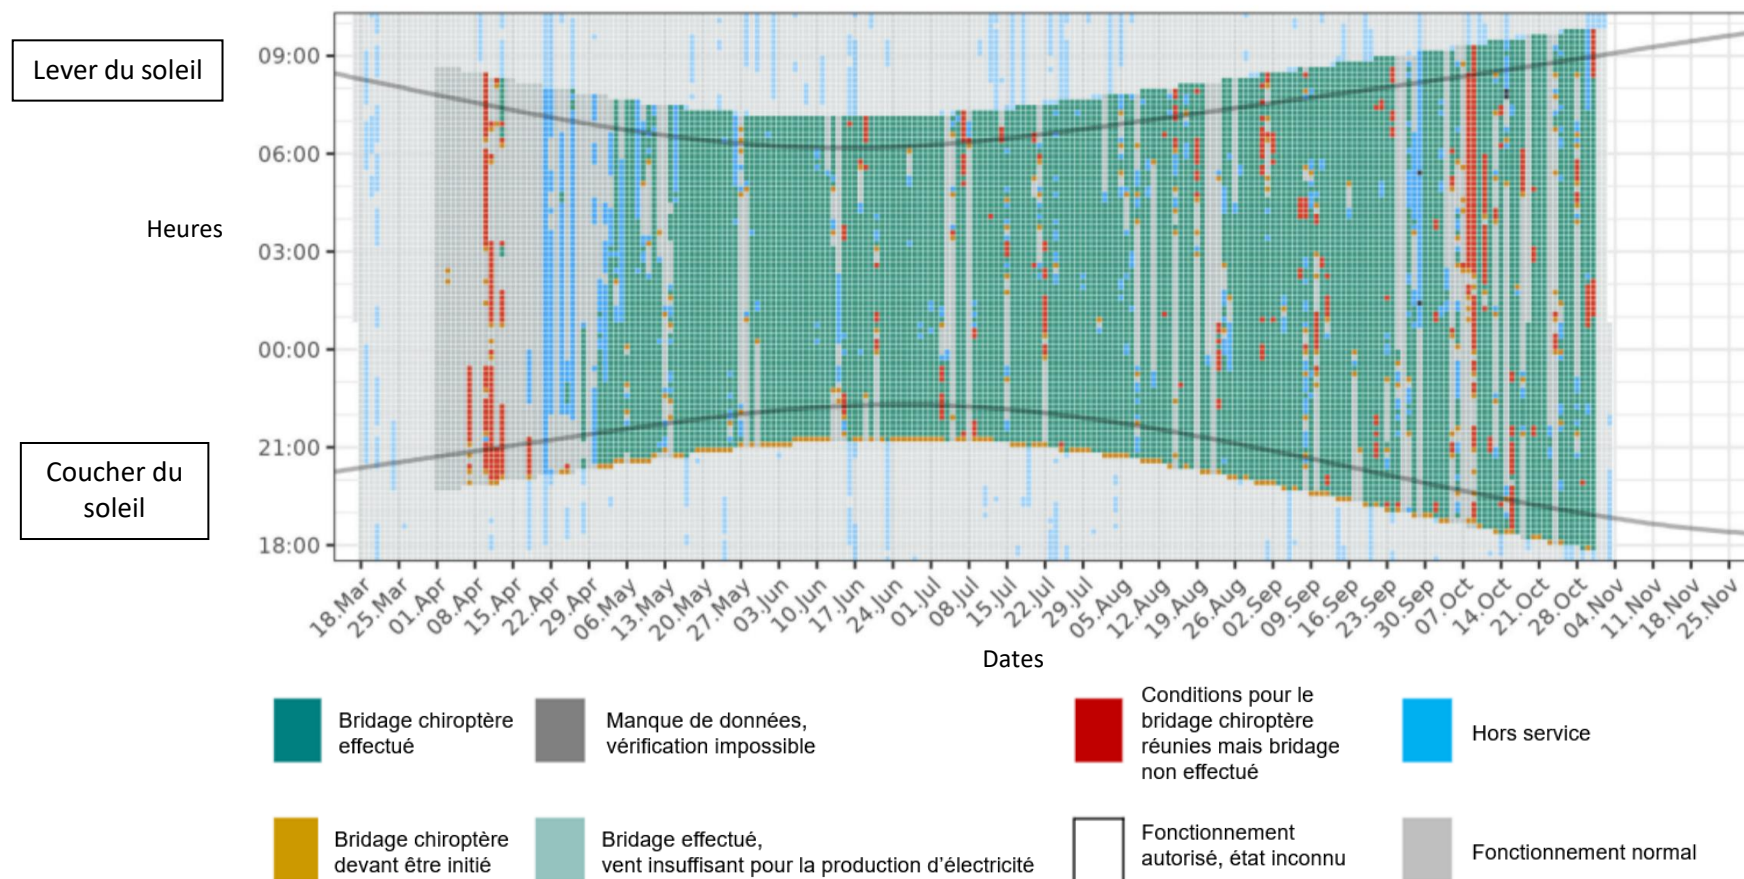 Lever du soleil
Heures
Coucher du
soleil
09:00
06:00
03:00
00:00
21:00
18:00
18.Mar
25.Mar
01.Apr
08.Apr
15.Apr
22.Apr
29.Apr
06.May
13.May
20.May
27.May
03.Jun
10.Jun
17.Jun
24.Jun
01.Jul
08.Jul
15.Jul
22.Jul
29.Jul
05.Aug
12.Aug
19.Aug
26.Aug
02.Sep
09.Sep
16.Sep
23.Sep
30.Sep
07.Oct
14.Oct
21.Oct
28.Oct
04.Nov
11.Nov
18.Nov
25.Nov
Dates
Bridage chiroptère
effectué
Manque de données,
vérification impossible
Conditions pour le
bridage chiroptère
réunies mais bridage
non effectué
Hors service
Bridage chiroptère
devant être initié
Bridage effectué,
vent insuffisant pour la production d'électricité
Fonctionnement
autorisé, état inconnu
Fonctionnement normal